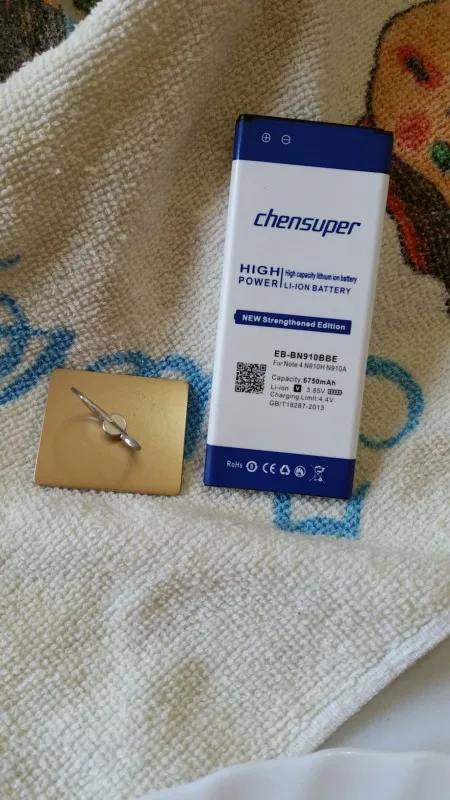 chensuper
HIGH POWER
High capacity lithium ion battery
LI-ION BATTERY
NEW Strengthened Edition
EB-BN910BBE
For Note 4 N910H N910A
Capacity:6750mAh
Li-ion 3.85V
Charging Limit:4.4V
GB/T18287-2013
RoHs CE